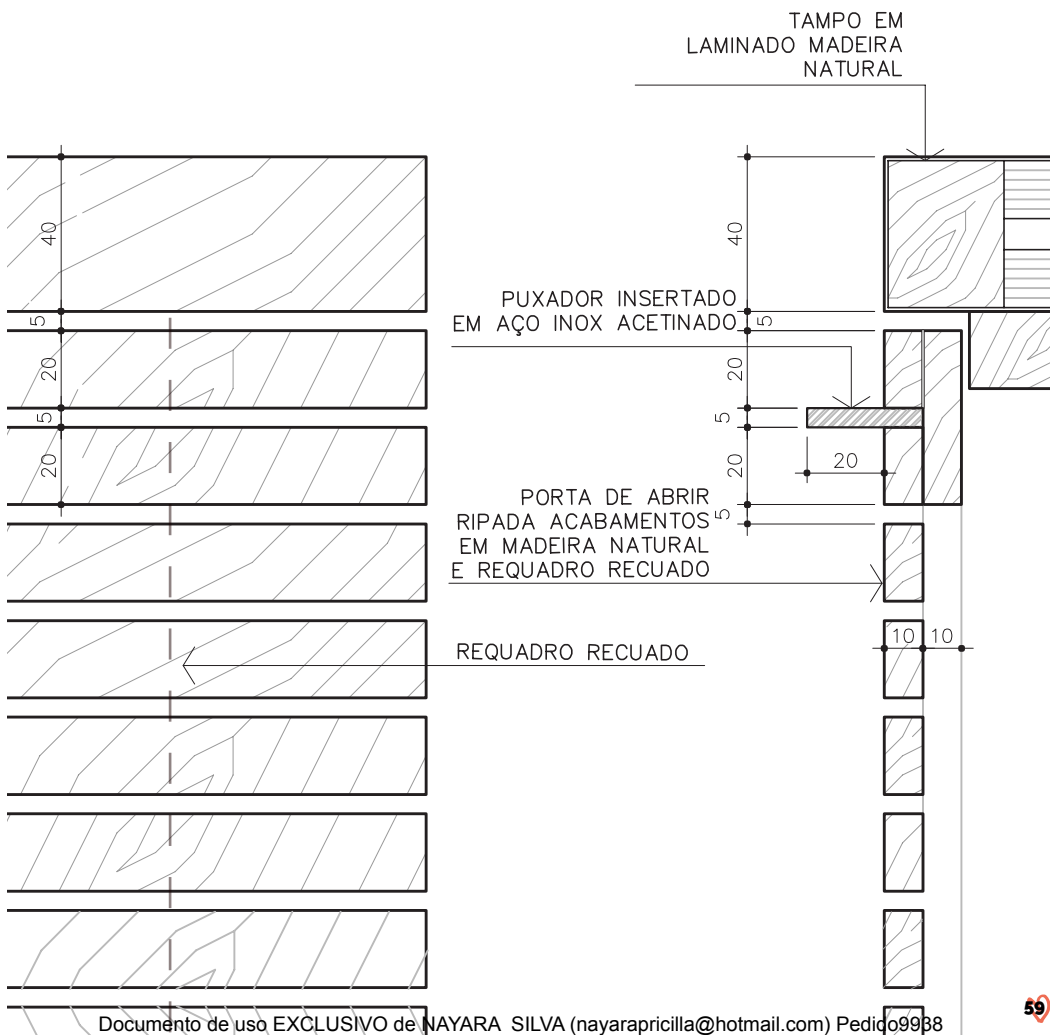 TAMPO EM
LAMINADO MADEIRA
NATURAL
40
5
20
5
20
40
5
20
5
20
5
PUXADOR INSERTADO
EM AÇO INOX ACETINADO
20
PORTA DE ABRIR
RIPADA ACABAMENTOS
EM MADEIRA NATURAL
E REQUADRO RECUADO
10 10
REQUADRO RECUADO
59
Documento de uso EXCLUSIVO de NAYARA SILVA (nayarapricilla@hotmail.com) Pedido9938